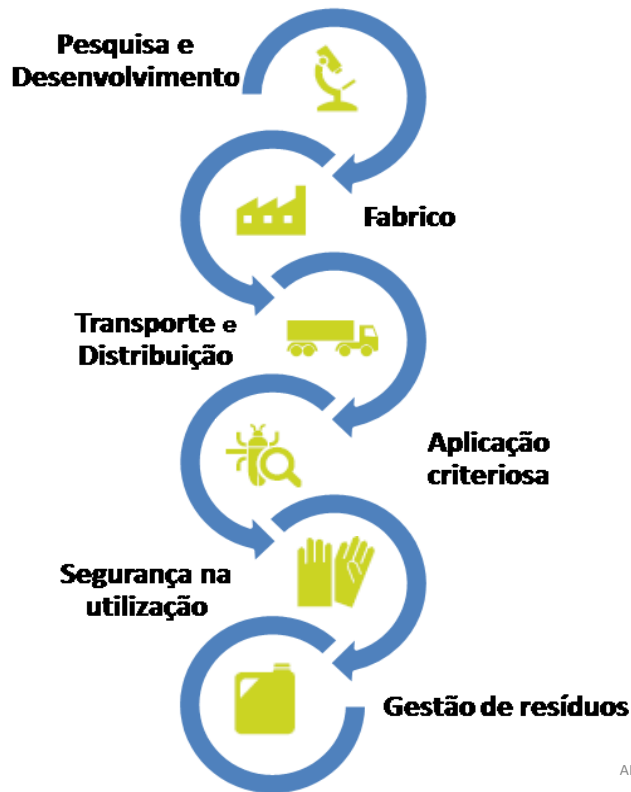 Pesquisa e
Desenvolvimento
Fabrico
Transporte e
Distribuição
Aplicação
criteriosa
Segurança na
utilização
Gestão de resíduos